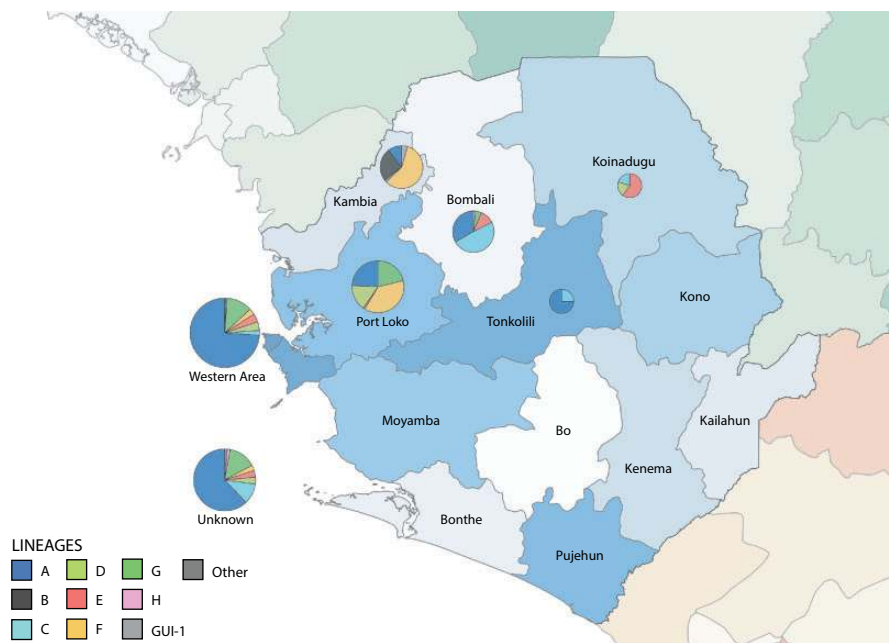 Koinadugu
Kambia
Bombali
Kono
Port Loko
Tonkolili
Western Area
Moyamba
Kailahun
Bo
Kenema
Unknown
Bonthe
Pujehun
LINEAGES
A D G Other
B E H
C F GUI-1